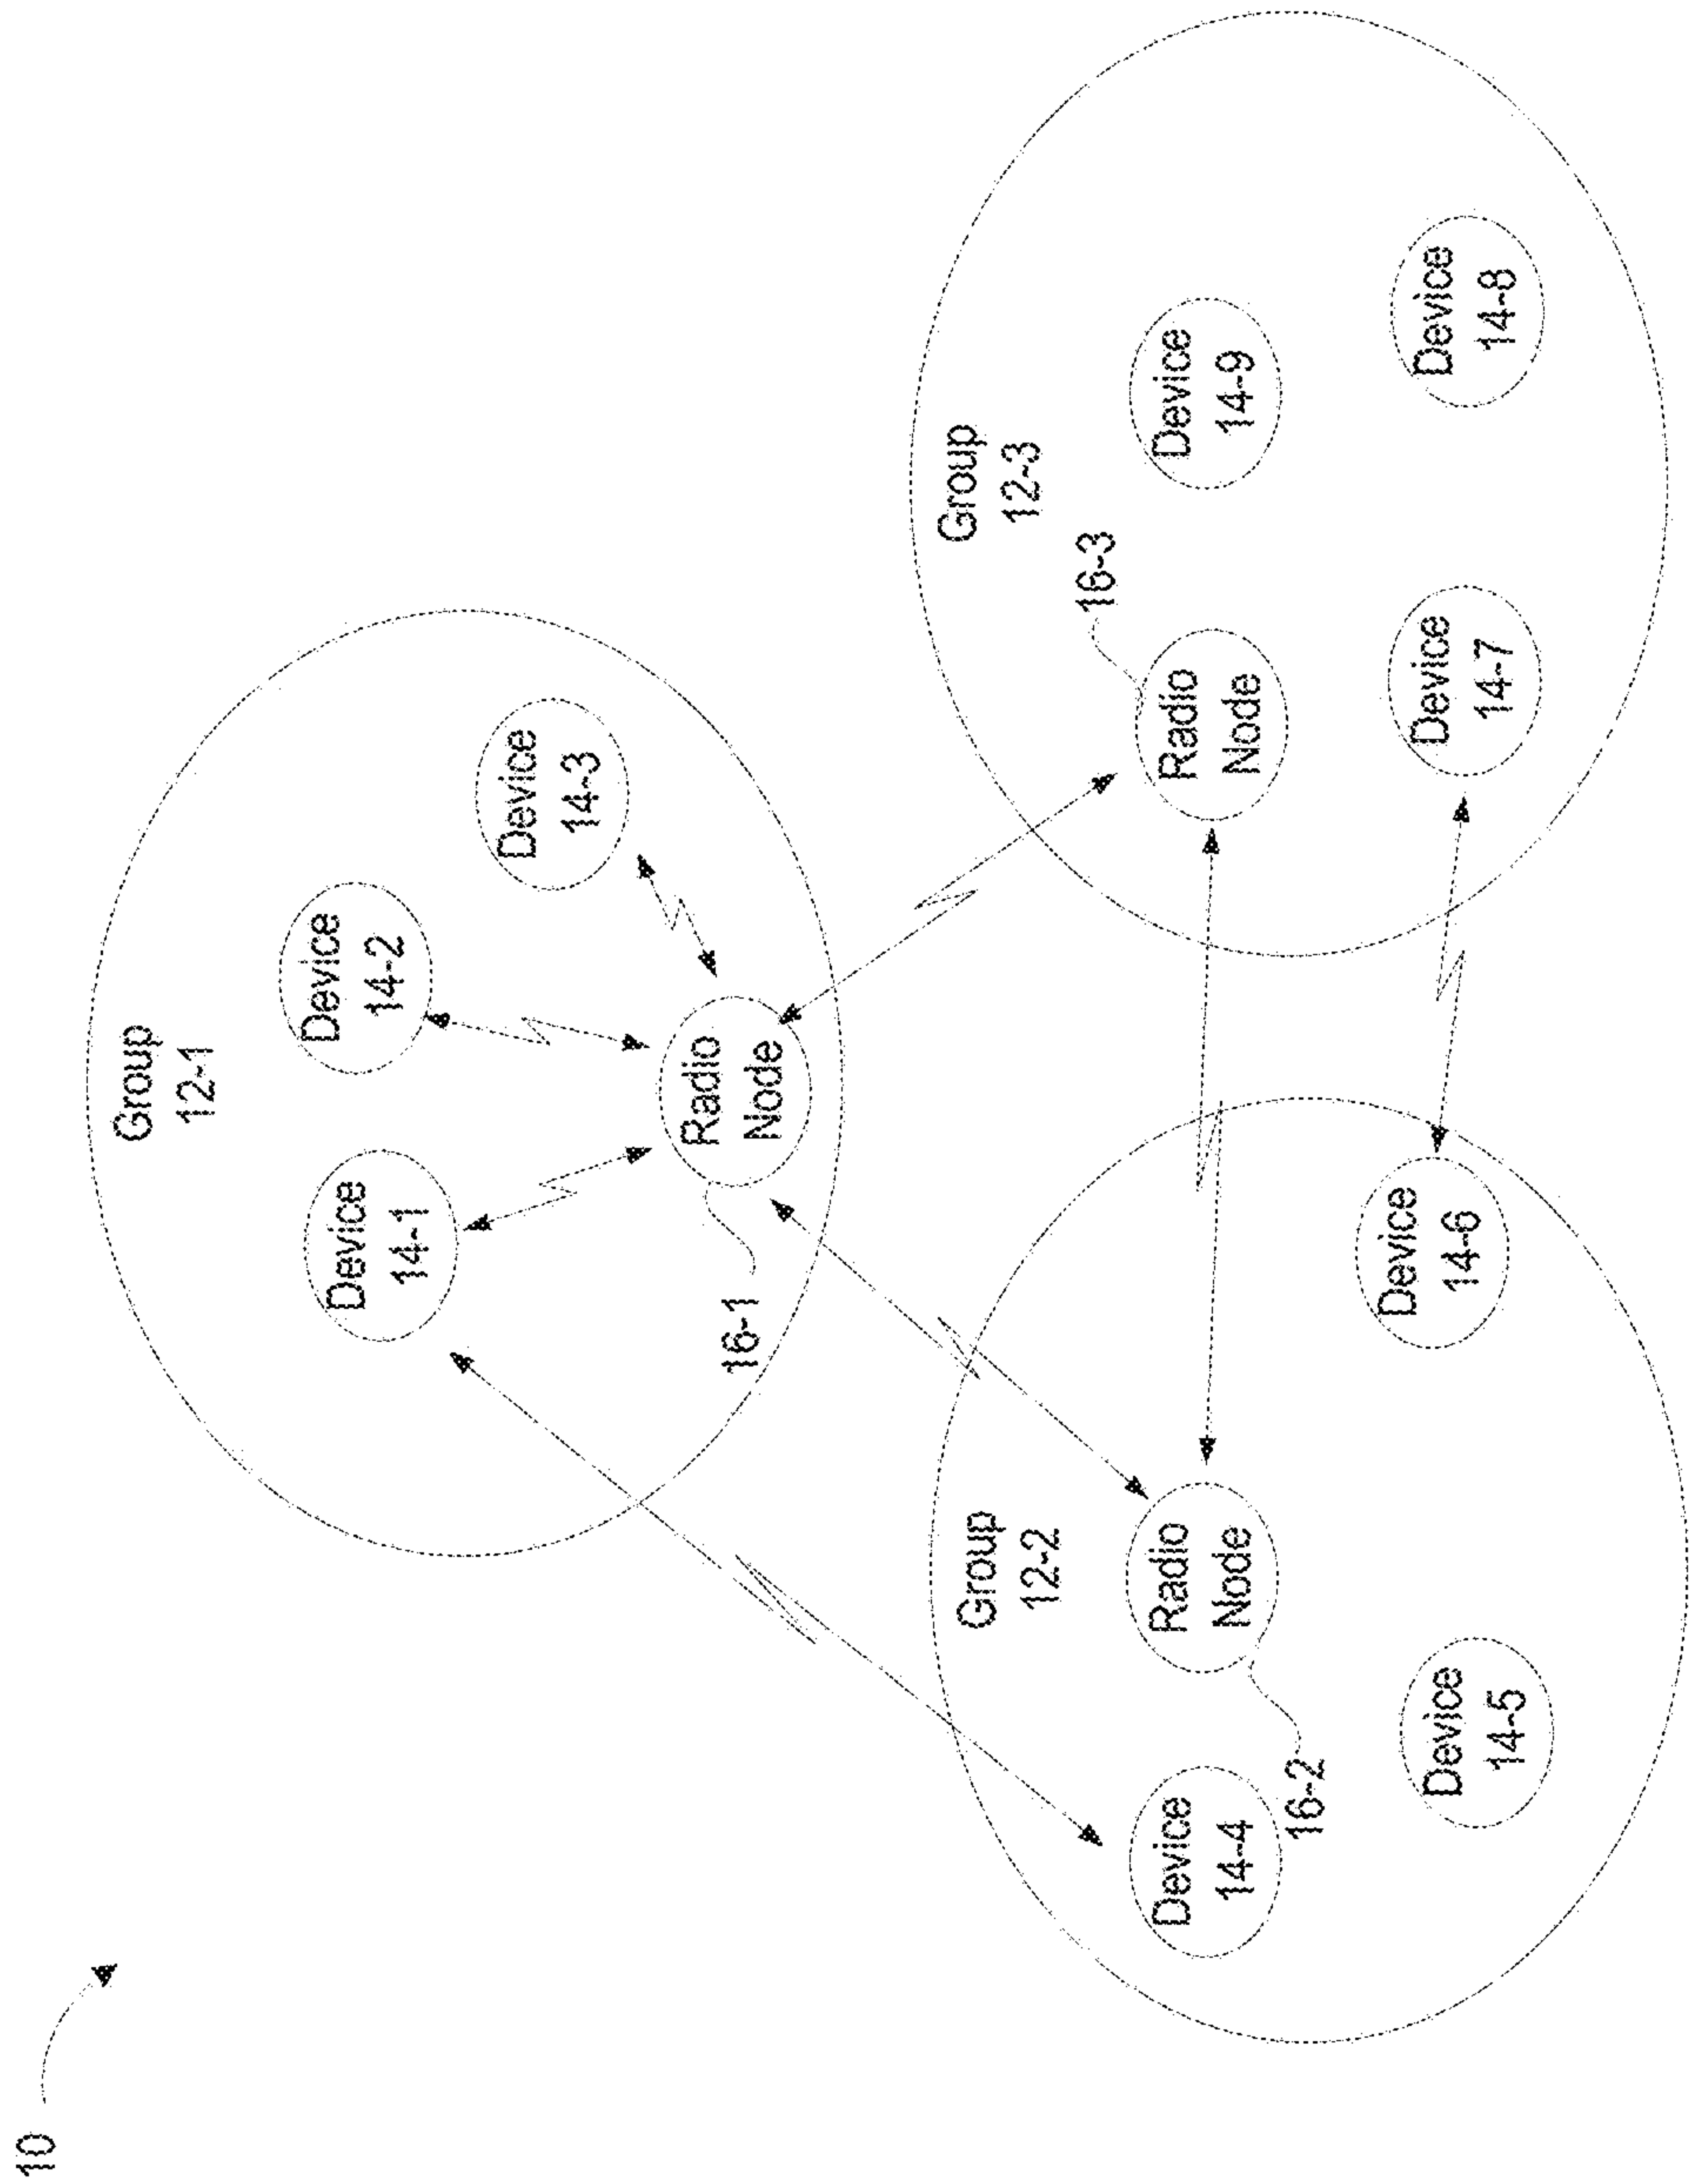 10
Group
12-1
Device
14-1
Device
14-2
Device
14-3
Radio
Node
16-1
Group
12-2
Device
14-4
Radio
Node
16-2
Device
14-5
Device
14-6
Group
12-3
16-3
Radio
Node
Device
14-9
Device
14-7
Device
14-8